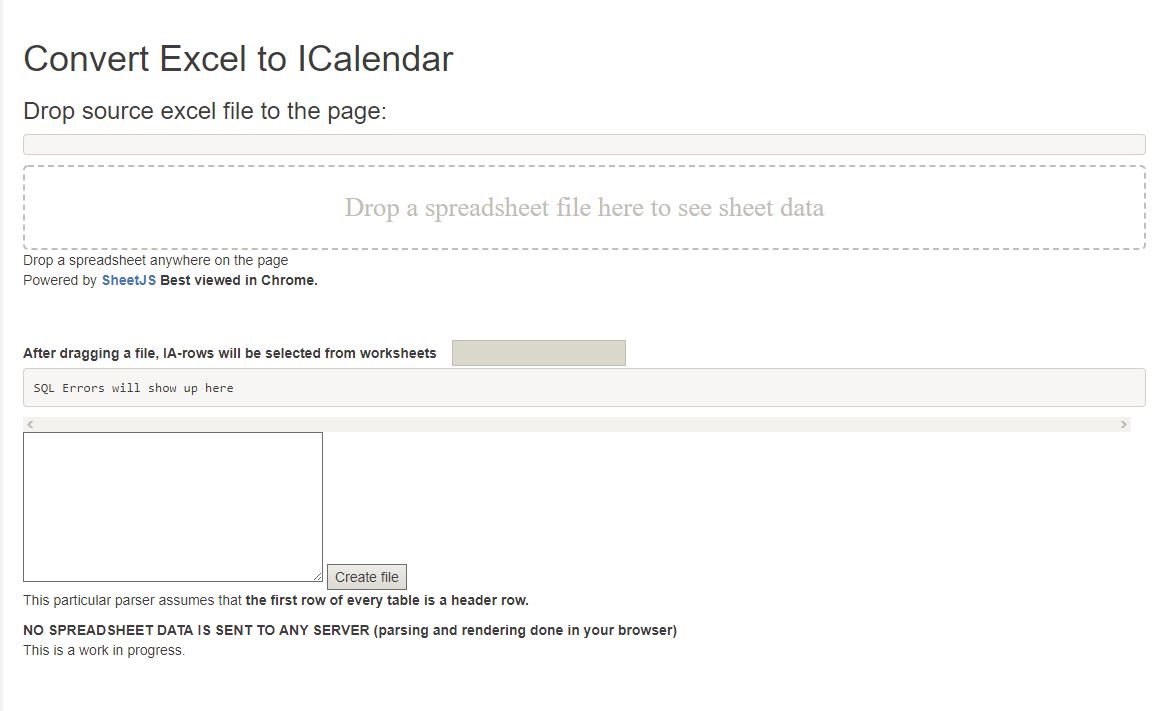 Convert Excel to ICalendar
Drop source excel file to the page:
Drop a spreadsheet file here to see sheet data
Drop a spreadsheet anywhere on the page
Powered by SheetJS Best viewed in Chrome.
After dragging a file, IA-rows will be selected from worksheets
SQL Errors will show up here
Create file
This particular parser assumes that the first row of every table is a header row.
NO SPREADSHEET DATA IS SENT TO ANY SERVER (parsing and rendering done in your browser)
This is a work in progress.